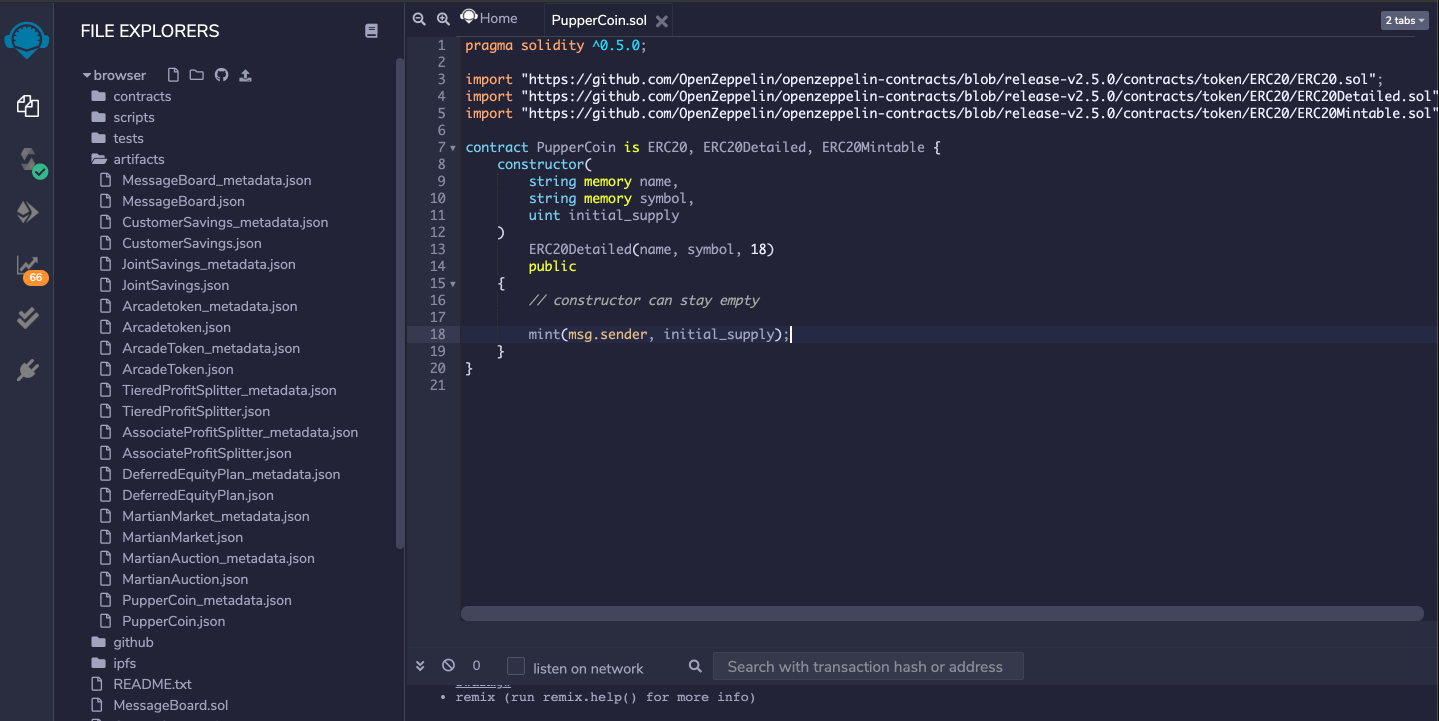 FILE EXPLORERS
browser
contracts
scripts
tests
artifacts
MessageBoard_metadata.json
MessageBoard.json
CustomerSavings_metadata.json
CustomerSavings.json
JointSavings_metadata.json
JointSavings.json
Arcadetoken_metadata.json
Arcadetoken.json
ArcadeToken_metadata.json
ArcadeToken.json
TieredProfitSplitter_metadata.json
TieredProfitSplitter.json
AssociateProfitSplitter_metadata.json
AssociateProfitSplitter.json
DeferredEquityPlan_metadata.json
DeferredEquityPlan.json
MartianMarket_metadata.json
MartianMarket.json
MartianAuction_metadata.json
MartianAuction.json
PupperCoin_metadata.json
PupperCoin.json
github
ipfs
README.txt
MessageBoard.sol
66
Home
PupperCoin.sol
2 tabs
1 pragma solidity ^0.5.0;
2
3 import "https://github.com/OpenZeppelin/openzeppelin-contracts/blob/release-v2.5.0/contracts/token/ERC20/ERC20.sol";
4 import "https://github.com/OpenZeppelin/openzeppelin-contracts/blob/release-v2.5.0/contracts/token/ERC20/ERC20Detailed.sol"
5 import "https://github.com/OpenZeppelin/openzeppelin-contracts/blob/release-v2.5.0/contracts/token/ERC20/ERC20Mintable.sol"
6
7 contract PupperCoin is ERC20, ERC20Detailed, ERC20Mintable {
8 constructor(
9 string memory name,
10 string memory symbol,
11 uint initial_supply
12 )
13 ERC20Detailed(name, symbol, 18)
14 public
15 {
16 // constructor can stay empty
17
18 mint(msg.sender, initial_supply);
19 }
20 }
21
0
listen on network
Search with transaction hash or address
• remix (run remix.help() for more info)